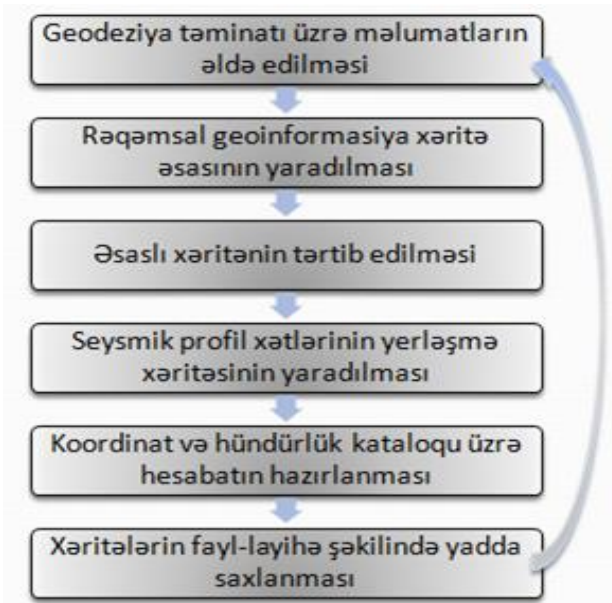 Geodeziya təminatı üzrə məlumatların
əldə edilməsi
Rəqəmsal geoinformasiya xəritə
əsasının yaradılması
Əsaslı xəritənin tərtib edilməsi
Seysmik profil xətlərinin yerləşmə
xəritəsinin yaradılması
Koordinat və hündürlük kataloqu üzrə
hesabatın hazırlanması
Xəritələrin fayl-layihə şəkilində yadda
saxlanması